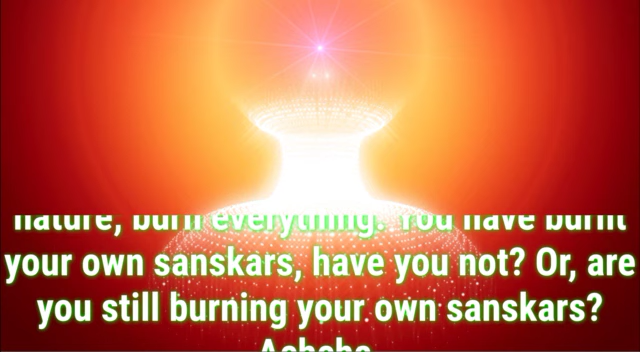 nature, burn everything. You have burnt
your own sanskars, have you not? Or, are
you still burning your own sanskars?
Achcha.